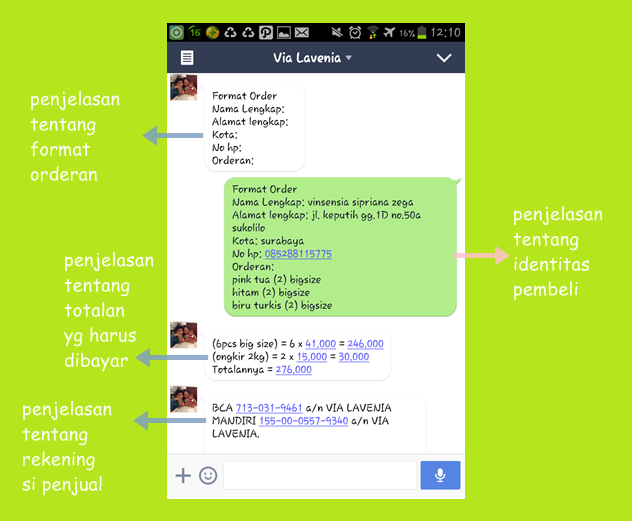 16
16%
12:10
Via Lavenia
penjelasan
tentang
format
orderan
Format Order
Nama Lengkap:
Alamat lengkap:
Kota:
No hp:
Orderan:
Format Order
Nama Lengkap: vinsensia sipriana zega
Alamat lengkap: jl. keputih gg.1D no.50a
sukolilo
Kota: surabaya
No hp: 085288115775
Orderan:
pink tua (2) bigsize
hitam (2) bigsize
biru turkis (2) bigsize
penjelasan
tentang
identitas
pembeli
penjelasan
tentang
totalan
yg harus
dibayar
(6pcs big size) = 6 x 41,000 = 246,000
(ongkir 2kg) = 2 x 15,000 = 30,000
Totalannya = 276,000
penjelasan
tentang
rekening
si penjual
BCA 713-031-9461 a/n VIA LAVENIA
MANDIRI 155-00-0557-9340 a/n VIA
LAVENIA.